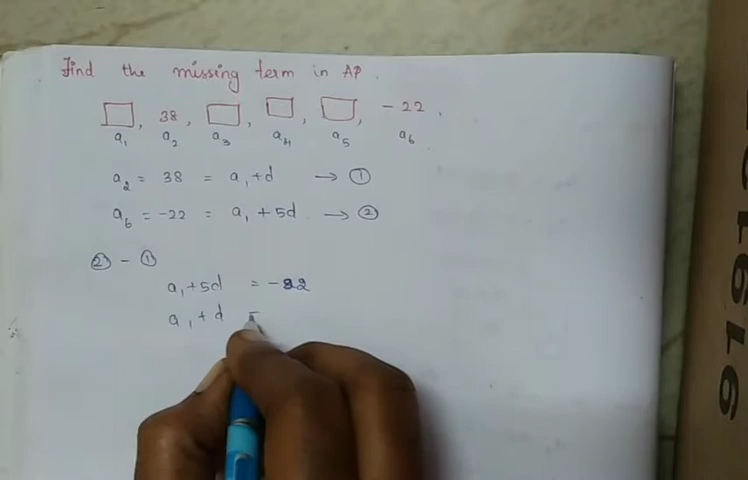 Find the missing term in AP.
☐, 38, ☐, ☐, ☐, -22,
a₁ a₂ a₃ a₄ a₅ a₆
a₂ = 38 = a₁ + d → ①
a₆ = -22 = a₁ + 5d → ②
② - ①
a₁ + 5d = -22
a₁ + d =
9161